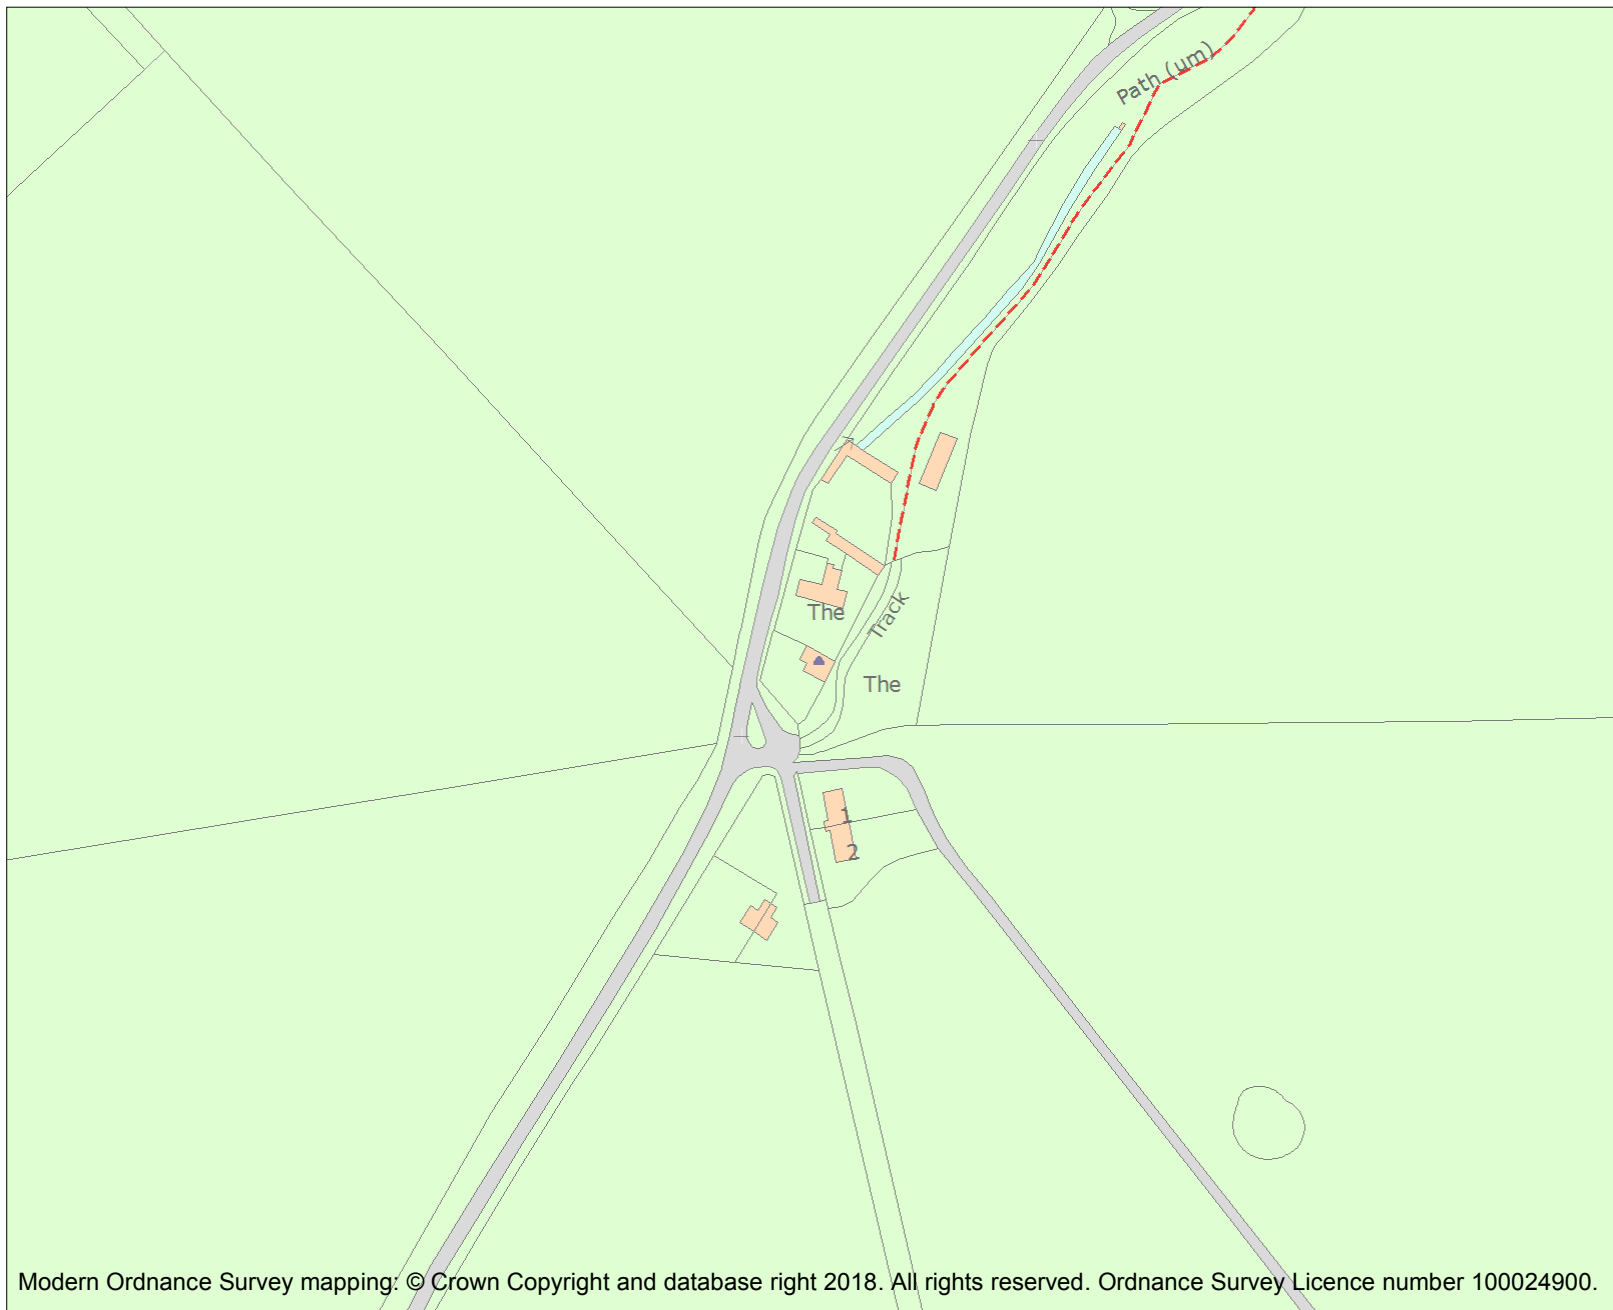 Path (um)
The
Track
The
1
2
Modern Ordnance Survey mapping: © Crown Copyright and database right 2018. All rights reserved. Ordnance Survey Licence number 100024900.